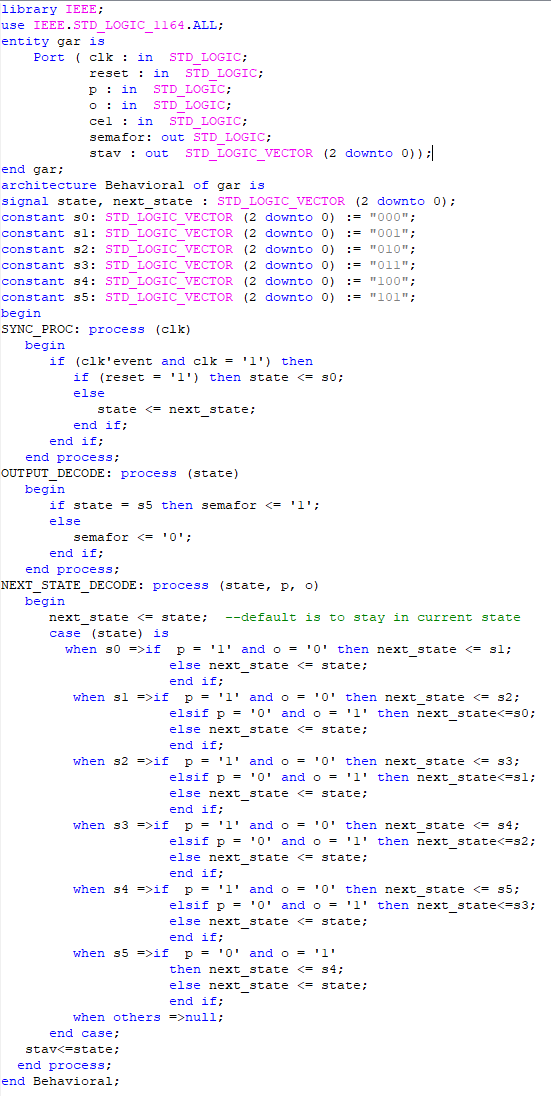 library IEEE;
use IEEE.STD_LOGIC_1164.ALL;
entity gar is
    Port ( clk : in  STD_LOGIC;
           reset : in  STD_LOGIC;
           p : in  STD_LOGIC;
           o : in  STD_LOGIC;
           cel : in  STD_LOGIC;
           semafor: out STD_LOGIC;
           stav : out  STD_LOGIC_VECTOR (2 downto 0));
end gar;
architecture Behavioral of gar is
signal state, next_state : STD_LOGIC_VECTOR (2 downto 0);
constant s0: STD_LOGIC_VECTOR (2 downto 0) := "000";
constant s1: STD_LOGIC_VECTOR (2 downto 0) := "001";
constant s2: STD_LOGIC_VECTOR (2 downto 0) := "010";
constant s3: STD_LOGIC_VECTOR (2 downto 0) := "011";
constant s4: STD_LOGIC_VECTOR (2 downto 0) := "100";
constant s5: STD_LOGIC_VECTOR (2 downto 0) := "101";
begin
SYNC_PROC: process (clk)
   begin
      if (clk'event and clk = '1') then
         if (reset = '1') then state <= s0;
         else
            state <= next_state;
         end if;
      end if;
   end process;
OUTPUT_DECODE: process (state)
   begin
      if state = s5 then semafor <= '1';
      else
         semafor <= '0';
      end if;
   end process;
NEXT_STATE_DECODE: process (state, p, o)
   begin
      next_state <= state;  --default is to stay in current state
      case (state) is
        when s0 =>if  p = '1' and o = '0' then next_state <= s1;
                     else next_state <= state;
                     end if;
         when s1 =>if  p = '1' and o = '0' then next_state <= s2;
                     elsif p = '0' and o = '1' then next_state<=s0;
                     else next_state <= state;
                     end if;
         when s2 =>if  p = '1' and o = '0' then next_state <= s3;
                     elsif p = '0' and o = '1' then next_state<=s1;
                     else next_state <= state;
                     end if;
         when s3 =>if  p = '1' and o = '0' then next_state <= s4;
                     elsif p = '0' and o = '1' then next_state<=s2;
                     else next_state <= state;
                     end if;
         when s4 =>if  p = '1' and o = '0' then next_state <= s5;
                     elsif p = '0' and o = '1' then next_state<=s3;
                     else next_state <= state;
                     end if;
         when s5 =>if  p = '0' and o = '1'
                     then next_state <= s4;
                     else next_state <= state;
                     end if;
         when others =>null;
      end case;
   stav<=state;
  end process;
end Behavioral;